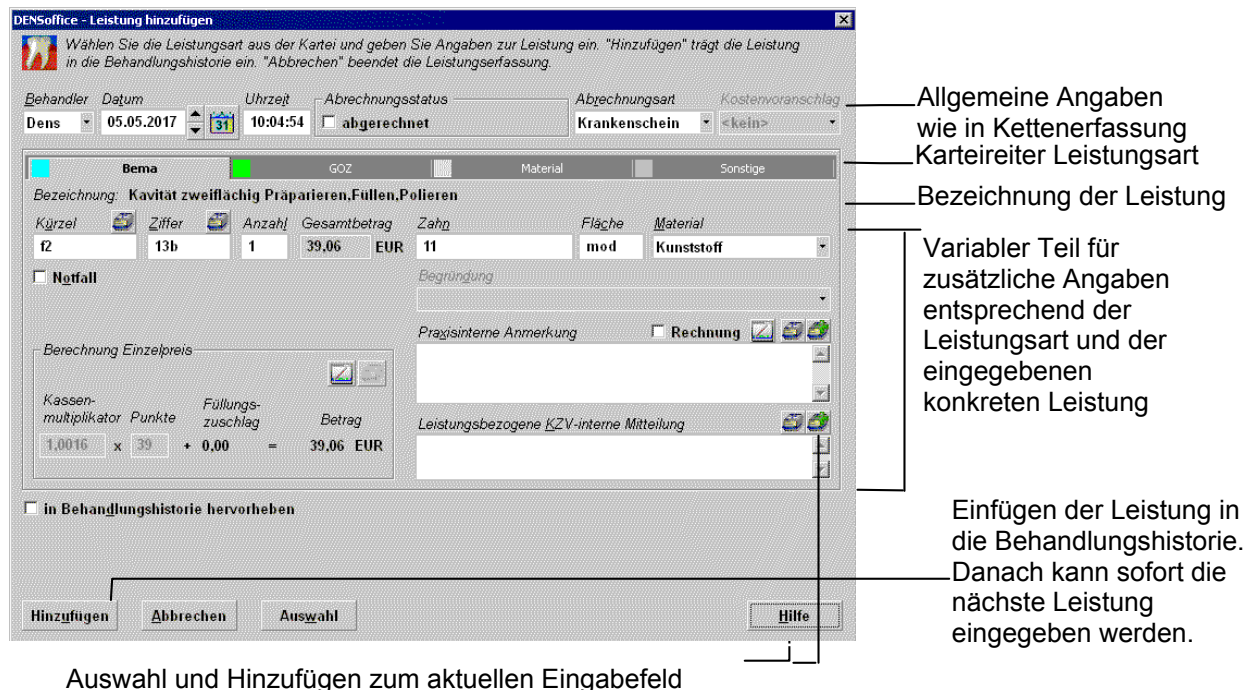 DENSoffice - Leistung hinzufügen
Wählen Sie die Leistungsart aus der Kartei und geben Sie Angaben zur Leistung ein. "Hinzufügen" trägt die Leistung
in die Behandlungshistorie ein. "Abbrechen" beendet die Leistungserfassung.
Behandler Datum Uhrzeit Abrechnungsstatus Abrechnungsart Kostenvoranschlag
Dens 05.05.2017 31 10:04:54 abgerechnet Krankenschein <kein>
Bema GOZ Material Sonstige
Bezeichnung: Kavität zweiflächig Präparieren,Füllen,Polieren
Kürzel Ziffer Anzahl Gesamtbetrag Zahn Fläche Material
f2 13b 1 39,06 EUR 11 mod Kunststoff
Notfall
Begründung
Praxisinterne Anmerkung Rechnung
Berechnung Einzelpreis
Kassen-
multiplikator Punkte Füllungs-
zuschlag Betrag
1,0016 x 39 + 0,00 = 39,06 EUR
Leistungsbezogene KZV-interne Mitteilung
in Behandlungshistorie hervorheben
Hinzufügen Abbrechen Auswahl Hilfe
Allgemeine Angaben
wie in Kettenerfassung
Karteireiter Leistungsart
Bezeichnung der Leistung
Variabler Teil für
zusätzliche Angaben
entsprechend der
Leistungsart und der
eingegebenen
konkreten Leistung
Einfügen der Leistung in
die Behandlungshistorie.
Danach kann sofort die
nächste Leistung
eingegeben werden.
Auswahl und Hinzufügen zum aktuellen Eingabefeld